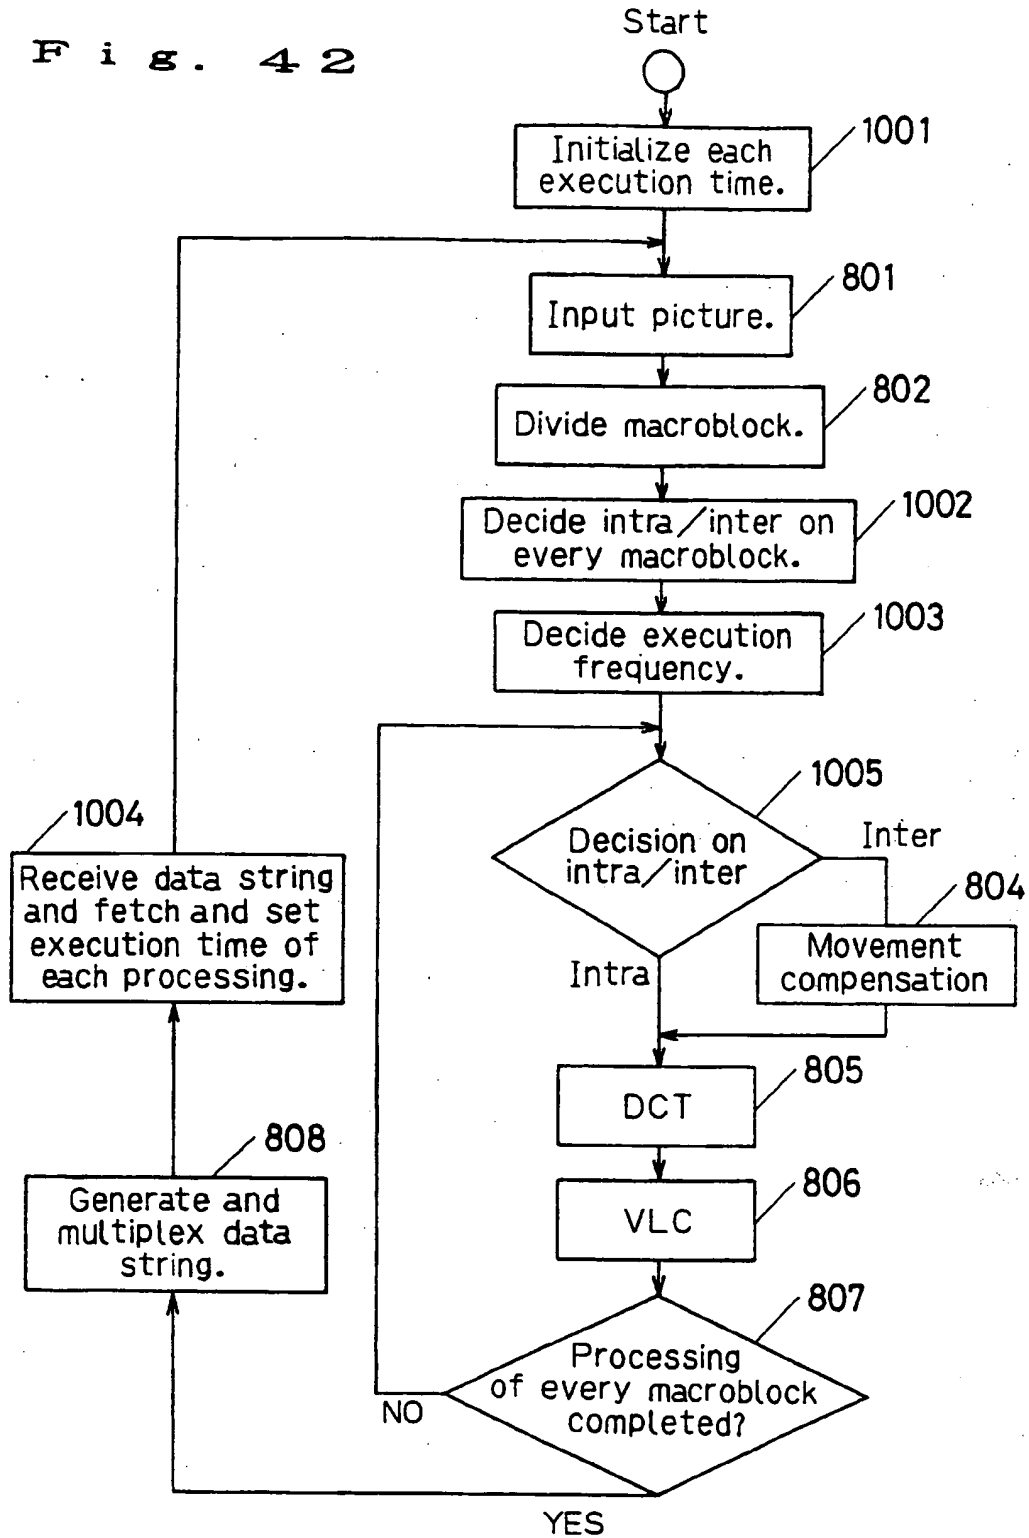 Fig. 42
Start
Initialize each
execution time.
1001
Input picture.
801
Divide macroblock.
802
Decide intra/inter on
every macroblock.
1002
Decide execution
frequency.
1003
Decision on
intra/inter
1005
Inter
Intra
Movement
compensation
804
DCT
805
VLC
806
Processing
of every macroblock
completed?
807
NO
YES
Generate and
multiplex data
string.
808
Receive data string
and fetch and set
execution time of
each processing.
1004